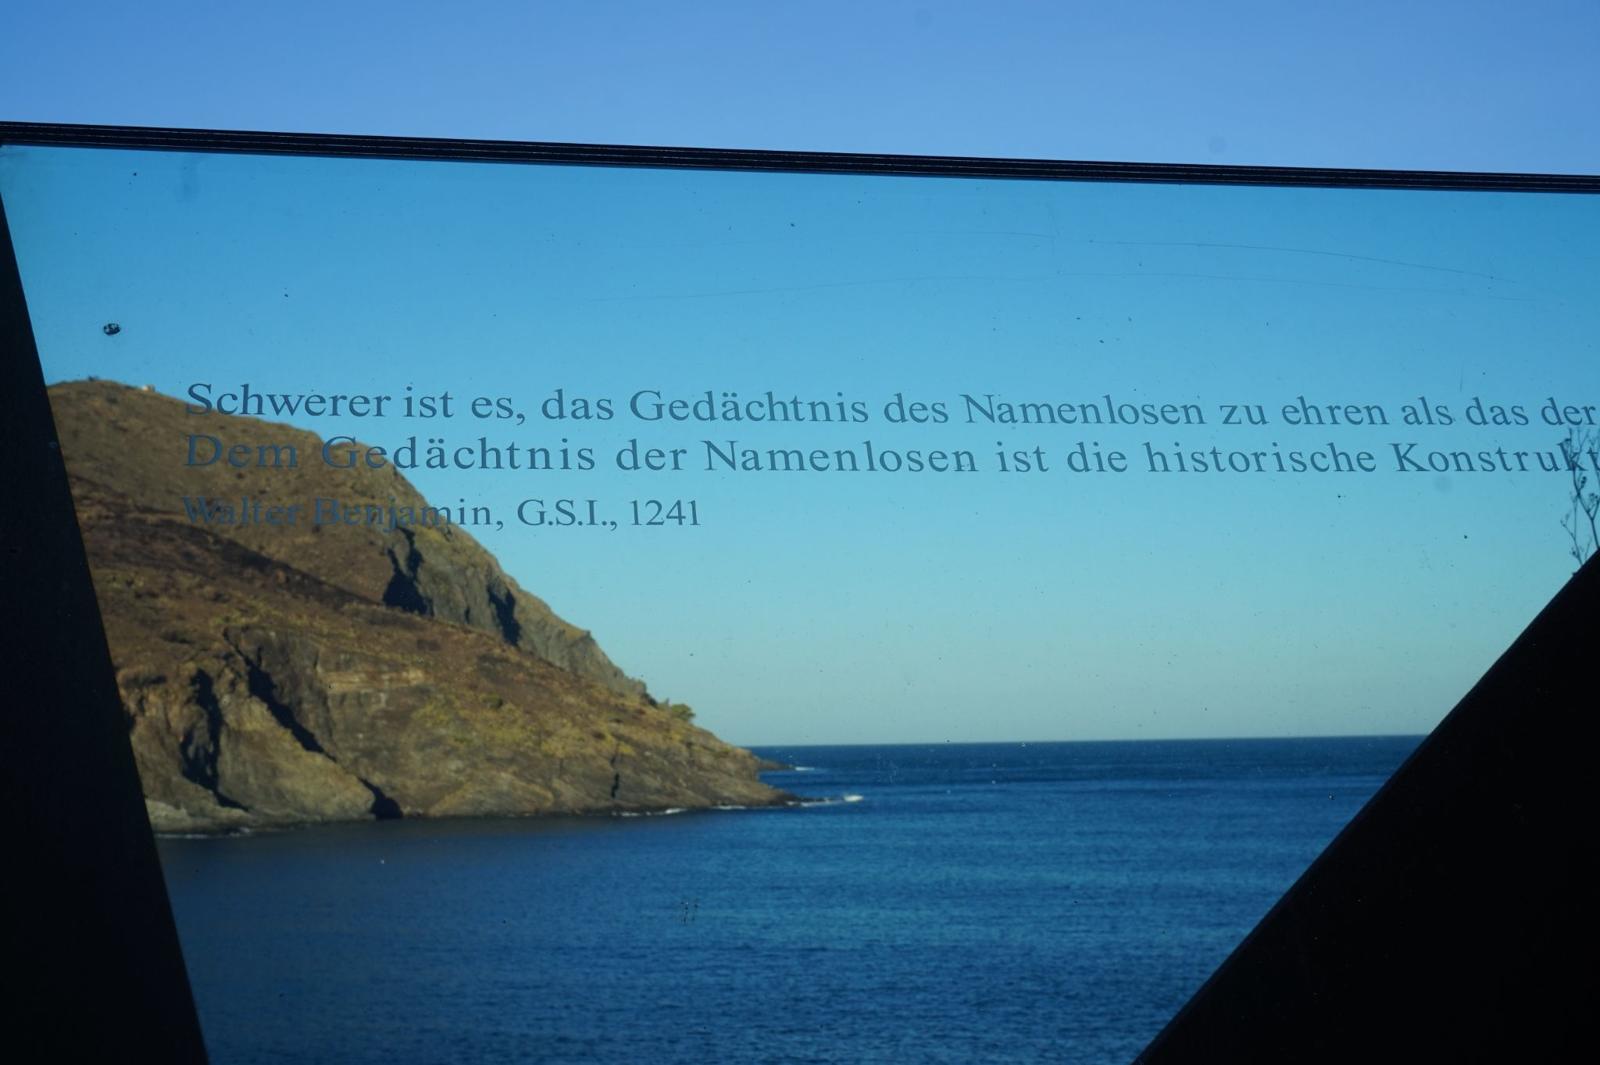 Schwerer ist es, das Gedächtnis des Namenlosen zu ehren als das der
Dem Gedächtnis der Namenlosen ist die historische Konstrukt
Walter Benjamin, G.S.I., 1241